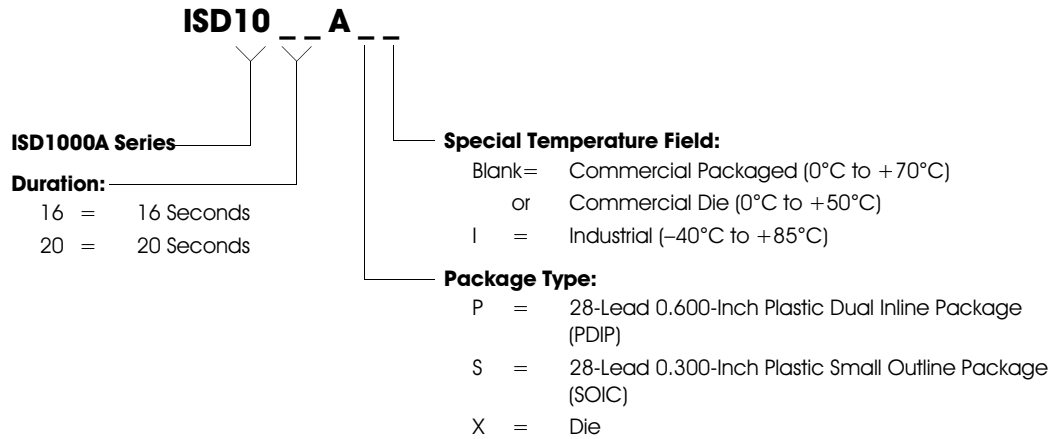 ISD10 _ _ A _ _
ISD1000A Series
Duration:
16 = 16 Seconds
20 = 20 Seconds
Special Temperature Field:
Blank= Commercial Packaged (0°C to +70°C)
or Commercial Die (0°C to +50°C)
I = Industrial (–40°C to +85°C)
Package Type:
P = 28-Lead 0.600-Inch Plastic Dual Inline Package
(PDIP)
S = 28-Lead 0.300-Inch Plastic Small Outline Package
(SOIC)
X = Die